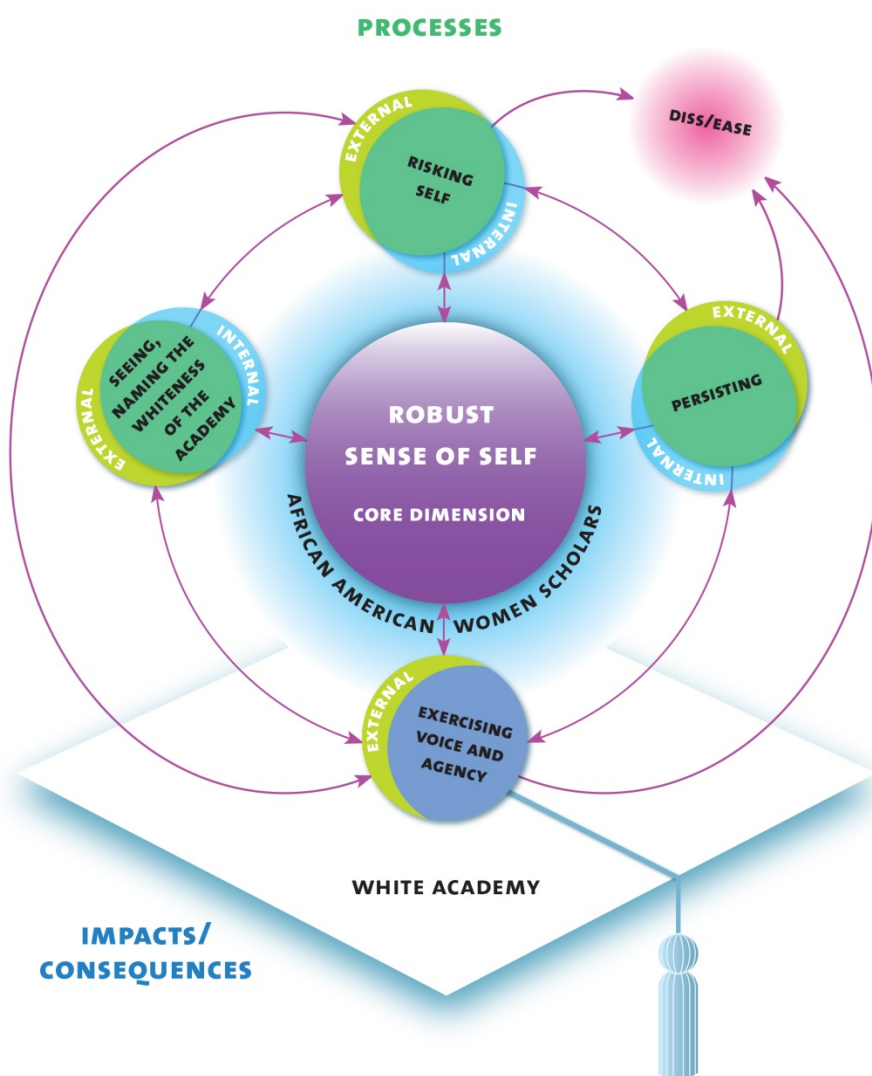 PROCESSES
EXTERNAL
RISKING
SELF
INTERNAL
DISS/EASE
SEEING,
NAMING THE
WHITENESS
OF THE
ACADEMY
INTERNAL
EXTERNAL
ROBUST
SENSE OF SELF
CORE DIMENSION
EXTERNAL
PERSISTING
INTERNAL
AFRICAN AMERICAN WOMEN SCHOLARS
EXTERNAL
EXERCISING
VOICE AND
AGENCY
WHITE ACADEMY
IMPACTS/
CONSEQUENCES